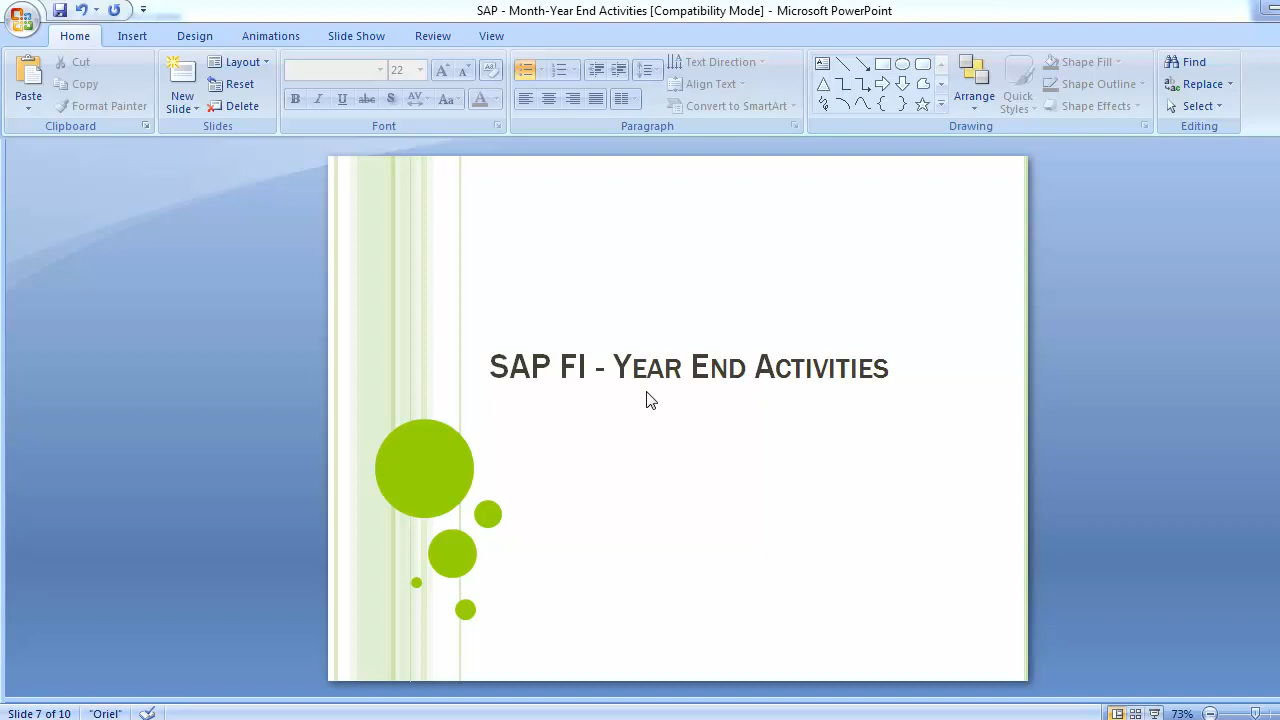 SAP - Month-Year End Activities [Compatibility Mode] - Microsoft PowerPoint
Home Insert Design Animations Slide Show Review View
Paste
Cut
Copy
Format Painter
Clipboard
New Slide
Layout
Reset
Delete
Slides
22
B I U abe S AV Aa A
Font
Text Direction
Align Text
Convert to SmartArt
Paragraph
Arrange
Quick Styles
Shape Fill
Shape Outline
Shape Effects
Drawing
Find
Replace
Select
Editing
SAP FI - YEAR END ACTIVITIES
Slide 7 of 10 "Oriel" 73%